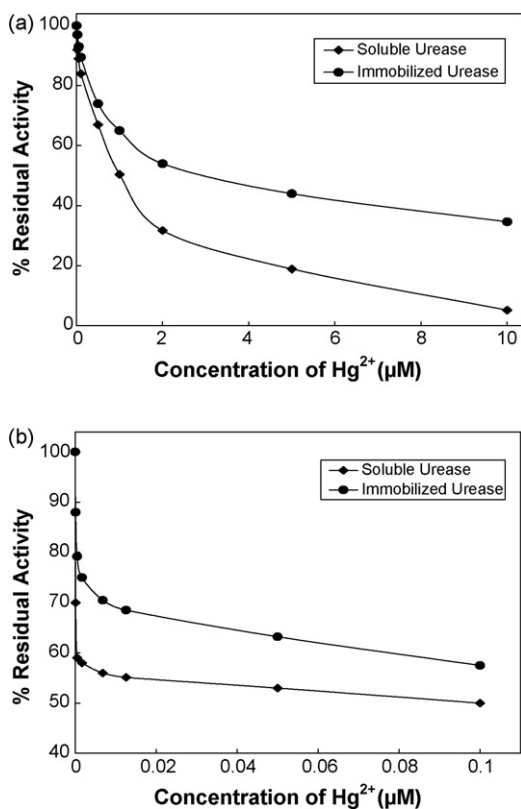 (a)
100
80
60
40
20
0
% Residual Activity
Soluble Urease
Immobilized Urease
0 2 4 6 8 10
Concentration of Hg²⁺(µM)
(b)
100
90
80
70
60
50
40
% Residual Activity
Soluble Urease
Immobilized Urease
0 0.02 0.04 0.06 0.08 0.1
Concentration of Hg²⁺(µM)